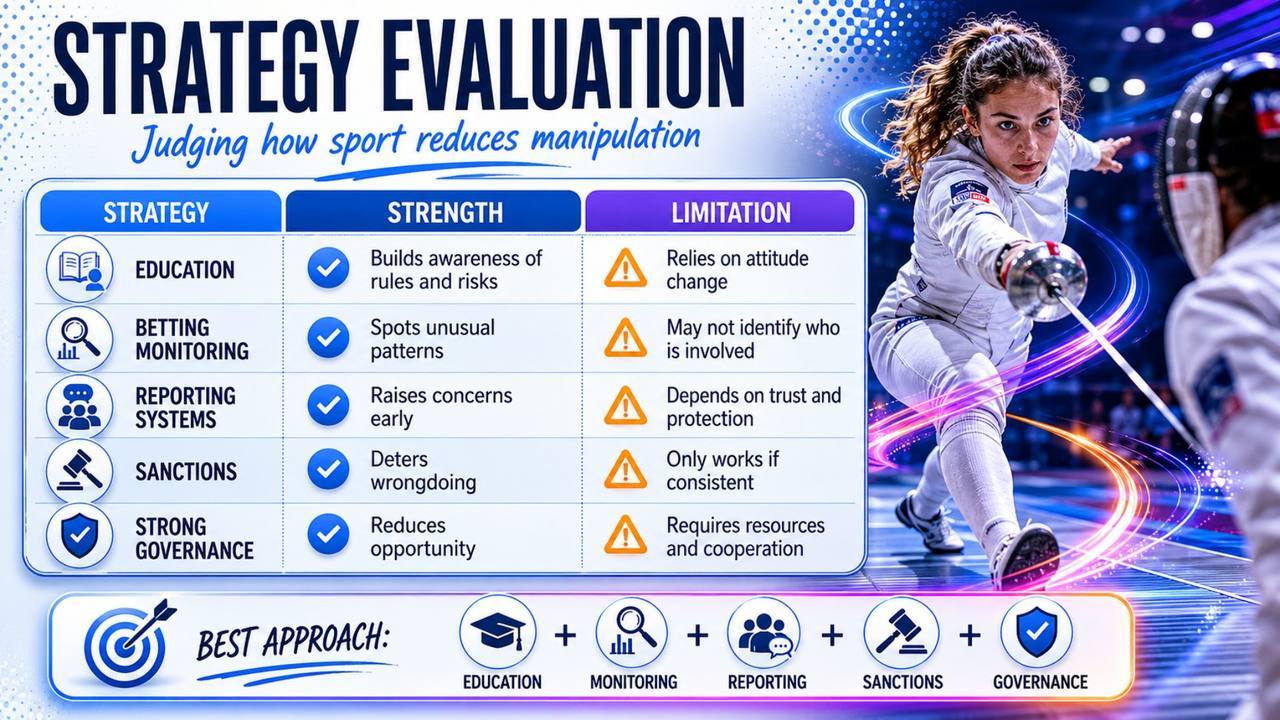 STRATEGY EVALUATION
Judging how sport reduces manipulation
STRATEGY
STRENGTH
LIMITATION
EDUCATION
Builds awareness of
rules and risks
Relies on attitude
change
BETTING
MONITORING
Spots unusual
patterns
May not identify who
is involved
REPORTING
SYSTEMS
Raises concerns
early
Depends on trust and
protection
SANCTIONS
Deters
wrongdoing
Only works if
consistent
STRONG
GOVERNANCE
Reduces
opportunity
Requires resources
and cooperation
BEST APPROACH:
+
+
+
+
EDUCATION
MONITORING
REPORTING
SANCTIONS
GOVERNANCE